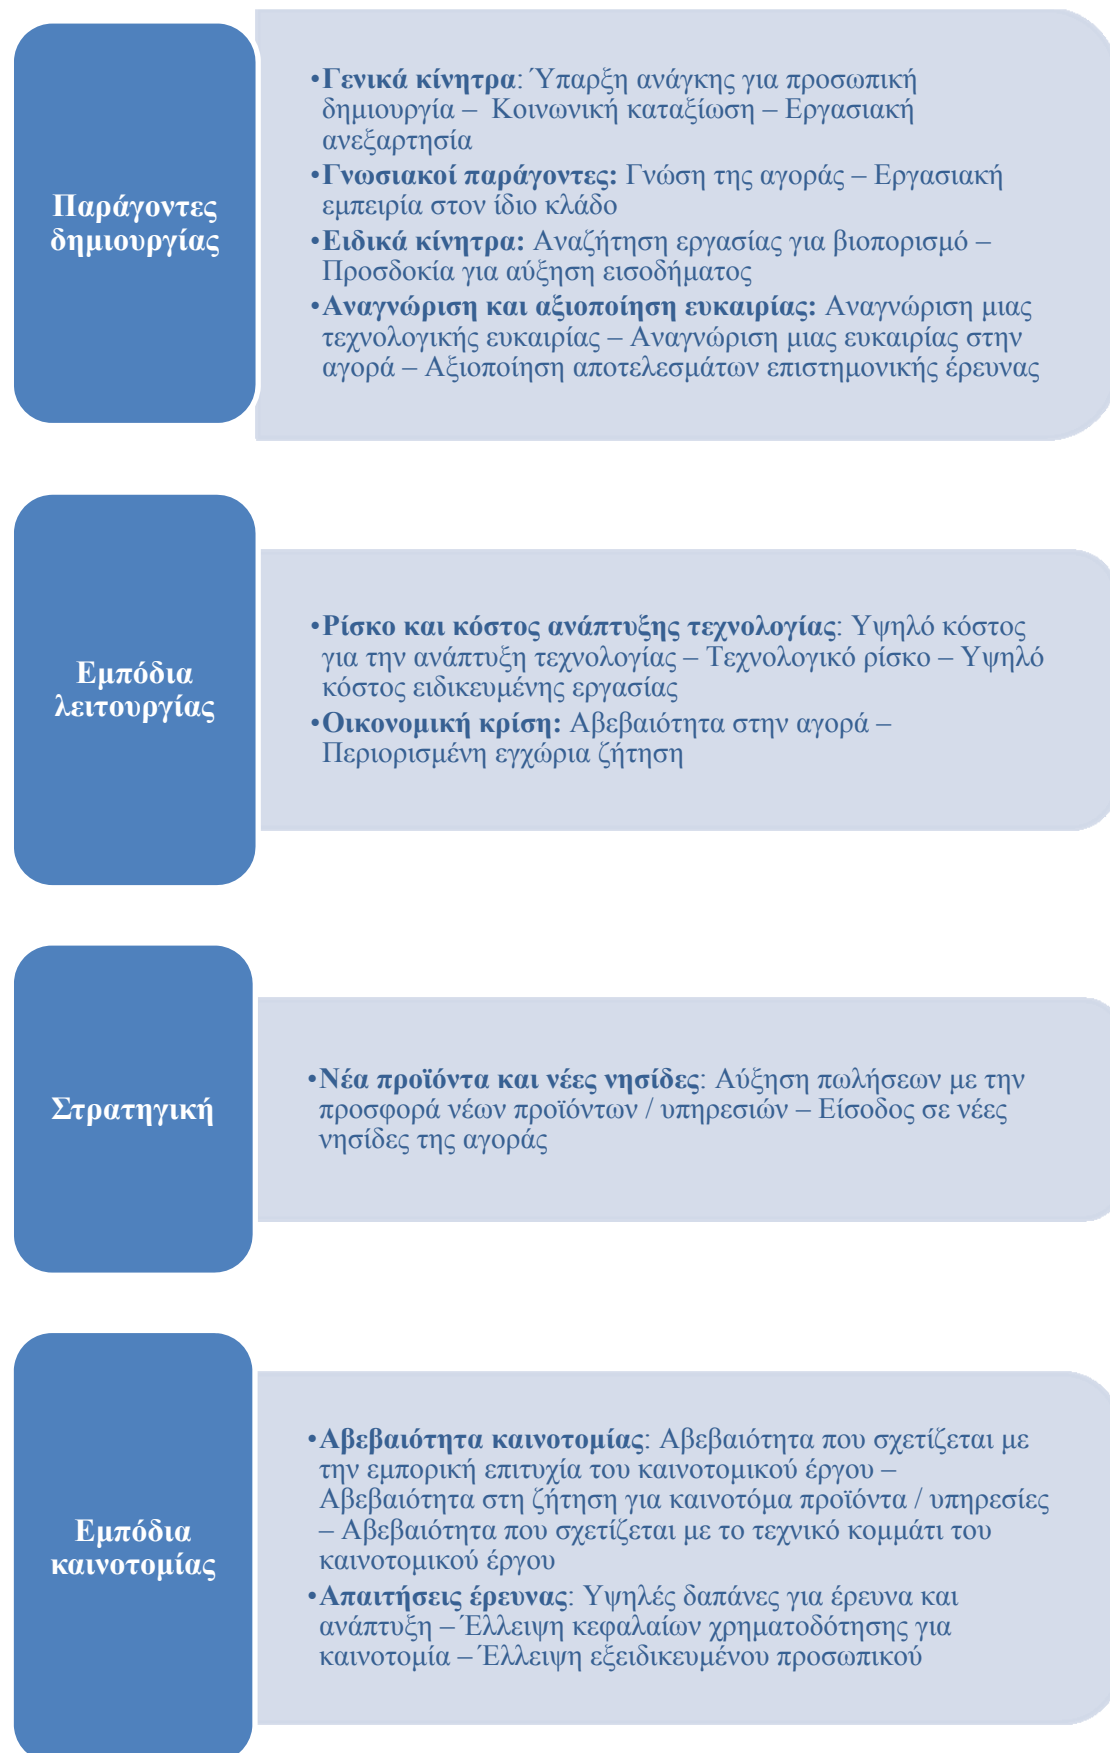 Παράγοντες
δημιουργίας
•Γενικά κίνητρα: Ύπαρξη ανάγκης για προσωπική
δημιουργία – Κοινωνική καταξίωση – Εργασιακή
ανεξαρτησία
•Γνωσιακοί παράγοντες: Γνώση της αγοράς – Εργασιακή
εμπειρία στον ίδιο κλάδο
•Ειδικά κίνητρα: Αναζήτηση εργασίας για βιοπορισμό –
Προσδοκία για αύξηση εισοδήματος
•Αναγνώριση και αξιοποίηση ευκαιρίας: Αναγνώριση μιας
τεχνολογικής ευκαιρίας – Αναγνώριση μιας ευκαιρίας στην
αγορά – Αξιοποίηση αποτελεσμάτων επιστημονικής έρευνας
Εμπόδια
λειτουργίας
•Ρίσκο και κόστος ανάπτυξης τεχνολογίας: Υψηλό κόστος
για την ανάπτυξη τεχνολογίας – Τεχνολογικό ρίσκο – Υψηλό
κόστος ειδικευμένης εργασίας
•Οικονομική κρίση: Αβεβαιότητα στην αγορά –
Περιορισμένη εγχώρια ζήτηση
Στρατηγική
•Νέα προϊόντα και νέες νησίδες: Αύξηση πωλήσεων με την
προσφορά νέων προϊόντων / υπηρεσιών – Είσοδος σε νέες
νησίδες της αγοράς
Εμπόδια
καινοτομίας
•Αβεβαιότητα καινοτομίας: Αβεβαιότητα που σχετίζεται με
την εμπορική επιτυχία του καινοτομικού έργου –
Αβεβαιότητα στη ζήτηση για καινοτόμα προϊόντα / υπηρεσίες
– Αβεβαιότητα που σχετίζεται με το τεχνικό κομμάτι του
καινοτομικού έργου
•Απαιτήσεις έρευνας: Υψηλές δαπάνες για έρευνα και
ανάπτυξη – Έλλειψη κεφαλαίων χρηματοδότησης για
καινοτομία – Έλλειψη εξειδικευμένου προσωπικού